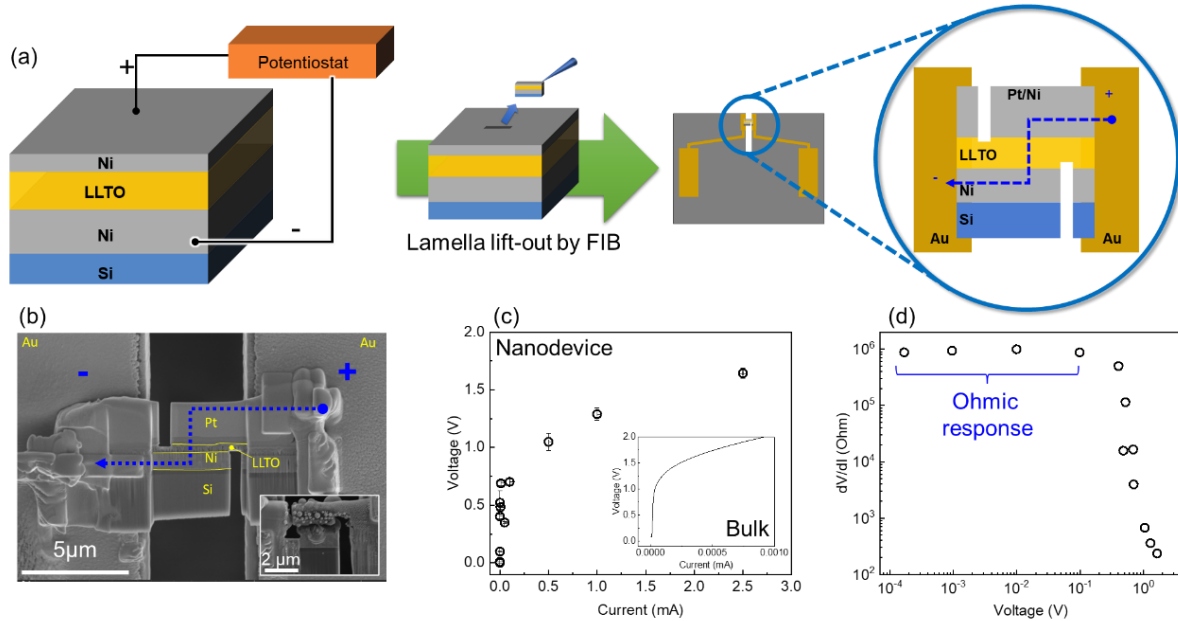 (a)
Potentiostat
+
-
Ni
LLTO
Ni
Si
Lamella lift-out by FIB
Pt/Ni
+
LLTO
-
Ni
Si
Au
Au
(b)
Au
Au
-
+
Pt
Ni
LLTO
Si
5µm
2 µm
(c)
Nanodevice
2.0
1.5
1.0
0.5
0.0
Voltage (V)
0.0 0.5 1.0 1.5 2.0 2.5 3.0
Current (mA)
2.0
1.5
1.0
0.5
0.0
Voltage (V)
Bulk
0.0000 0.0005 0.0010
Current (mA)
(d)
10⁶
10⁵
10⁴
10³
10²
dV/dI (Ohm)
Ohmic
response
10⁻⁴ 10⁻³ 10⁻² 10⁻¹ 10⁰
Voltage (V)